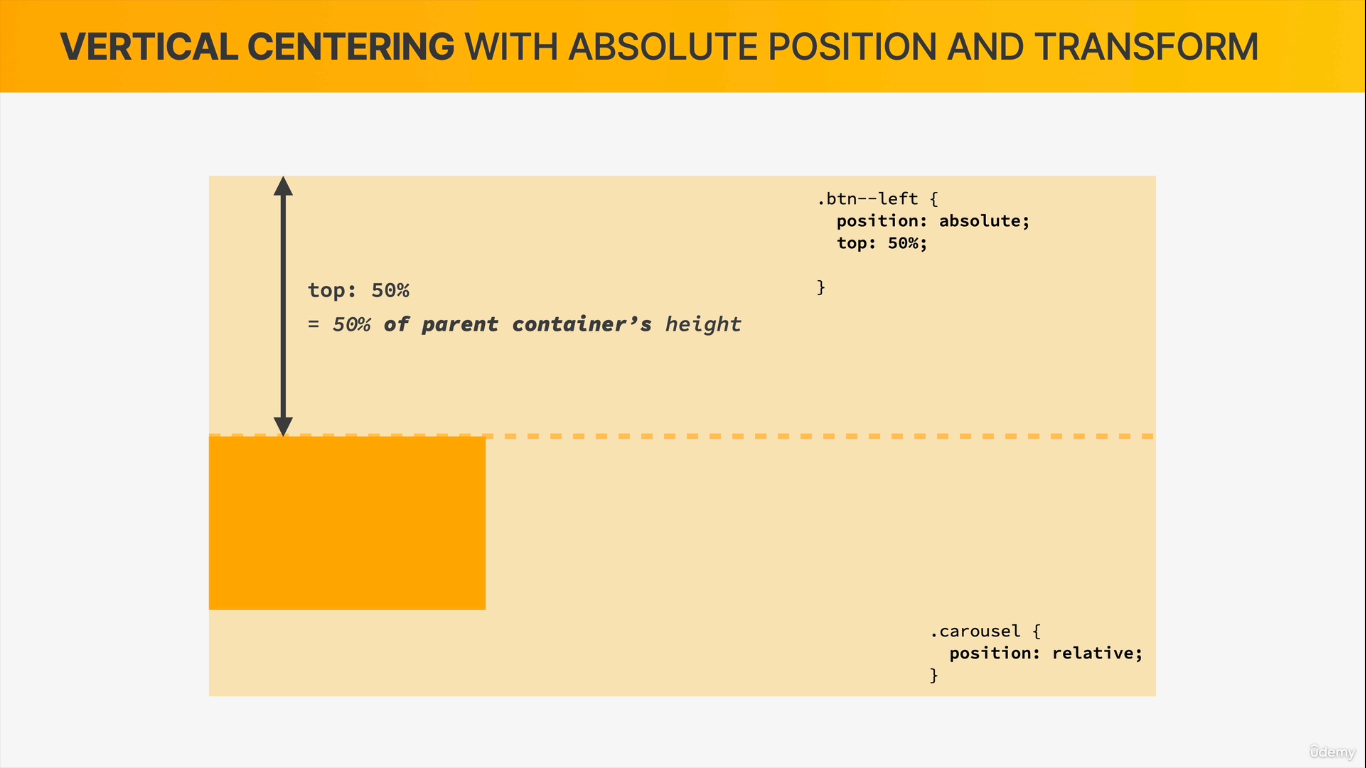 VERTICAL CENTERING WITH ABSOLUTE POSITION AND TRANSFORM
.btn--left {
position: absolute;
top: 50%;
}
top: 50%
= 50% of parent container’s height
.carousel {
position: relative;
}
ûdemy